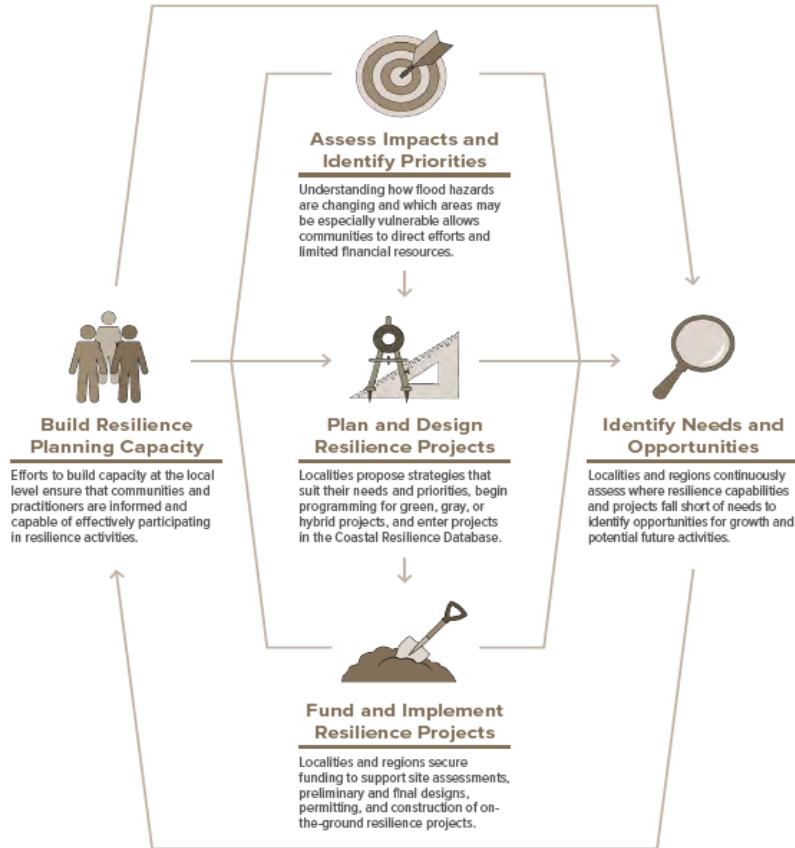 Assess Impacts and
Identify Priorities
Understanding how flood hazards
are changing and which areas may
be especially vulnerable allows
communities to direct efforts and
limited financial resources.
Build Resilience
Planning Capacity
Efforts to build capacity at the local
level ensure that communities and
practitioners are informed and
capable of effectively participating
in resilience activities.
Plan and Design
Resilience Projects
Localities propose strategies that
suit their needs and priorities, begin
programming for green, gray, or
hybrid projects, and enter projects
in the Coastal Resilience Database.
Identify Needs and
Opportunities
Localities and regions continuously
assess where resilience capabilities
and projects fall short of needs to
identify opportunities for growth and
potential future activities.
Fund and Implement
Resilience Projects
Localities and regions secure
funding to support site assessments,
preliminary and final designs,
permitting, and construction of on-
the-ground resilience projects.